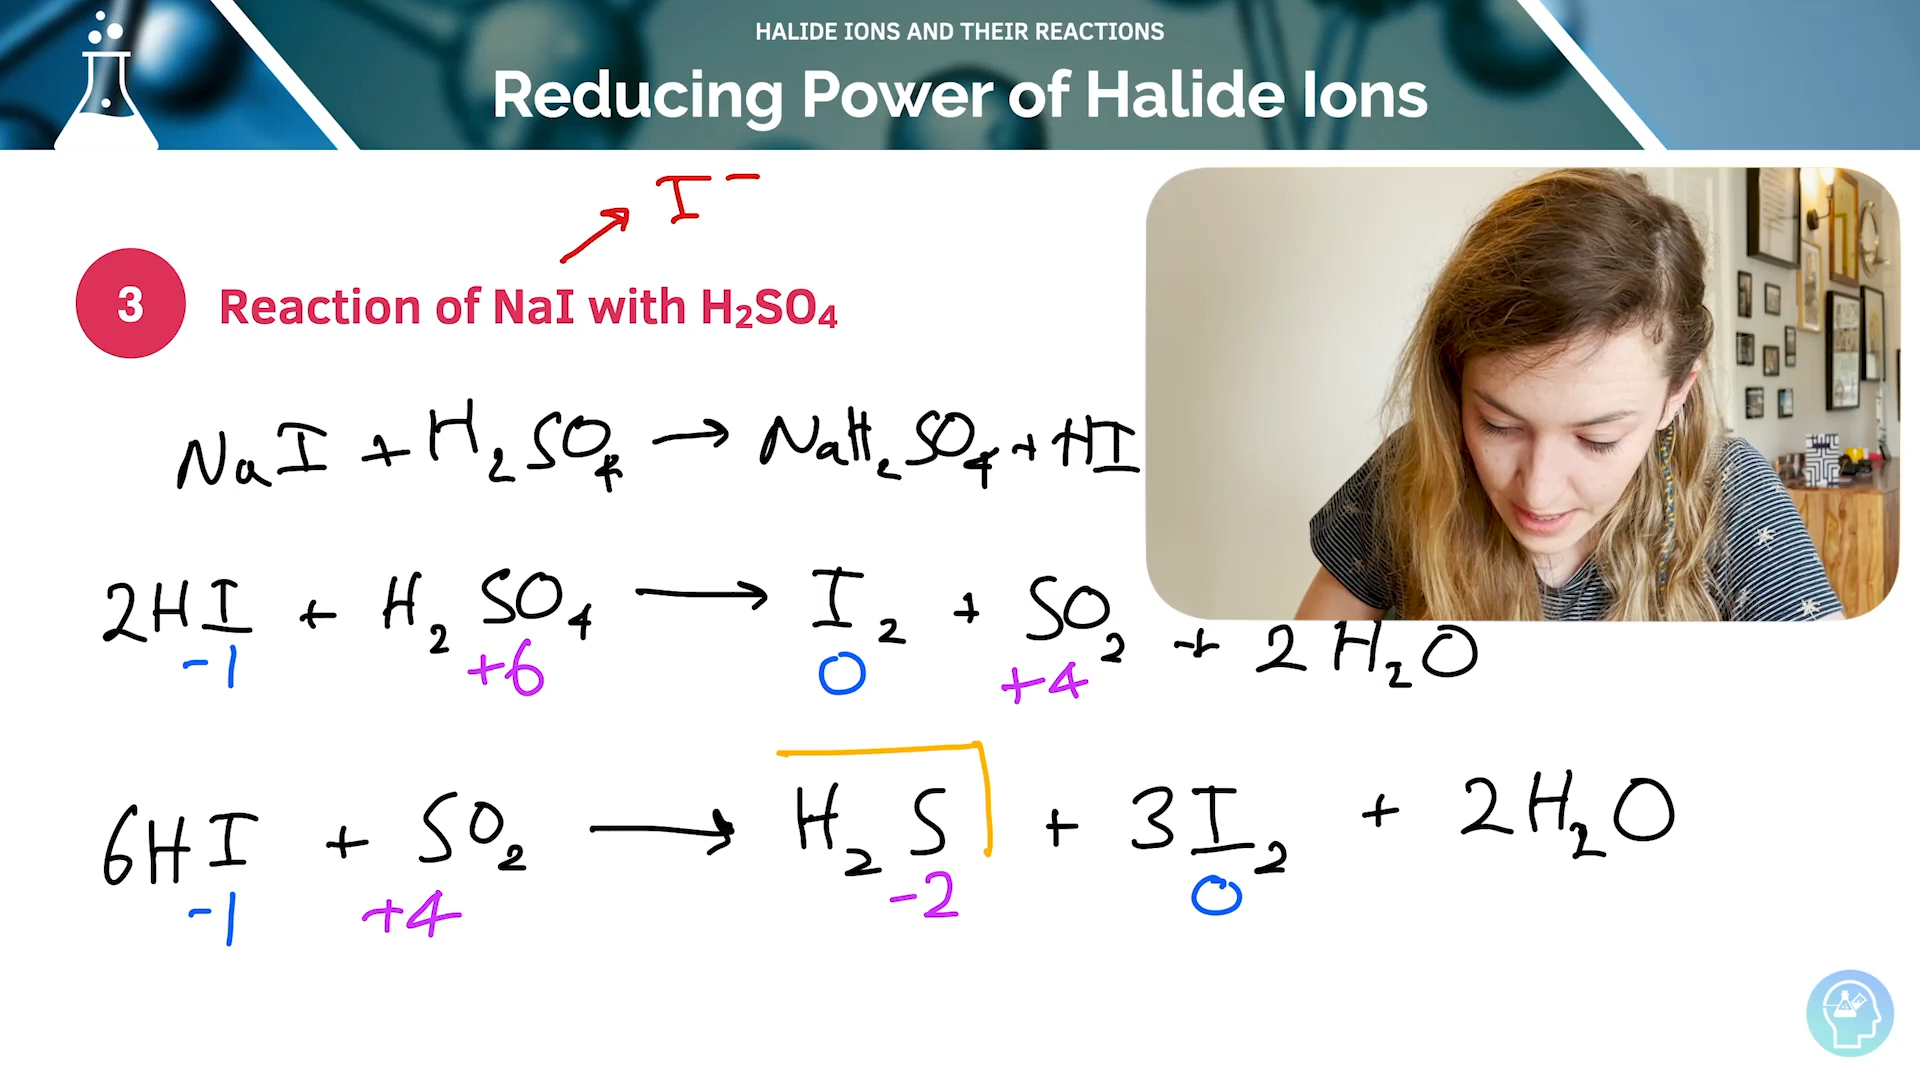 HALIDE IONS AND THEIR REACTIONS
Reducing Power of Halide Ions
I⁻
3 Reaction of NaI with H₂SO₄
NaI + H₂SO₄ → NaH₂SO₄ + HI
2HI + H₂SO₄ → I₂ + SO₂ + 2H₂O
-1 +6 0 +4
6HI + SO₂ → H₂S + 3I₂ + 2H₂O
-1 +4 -2 0